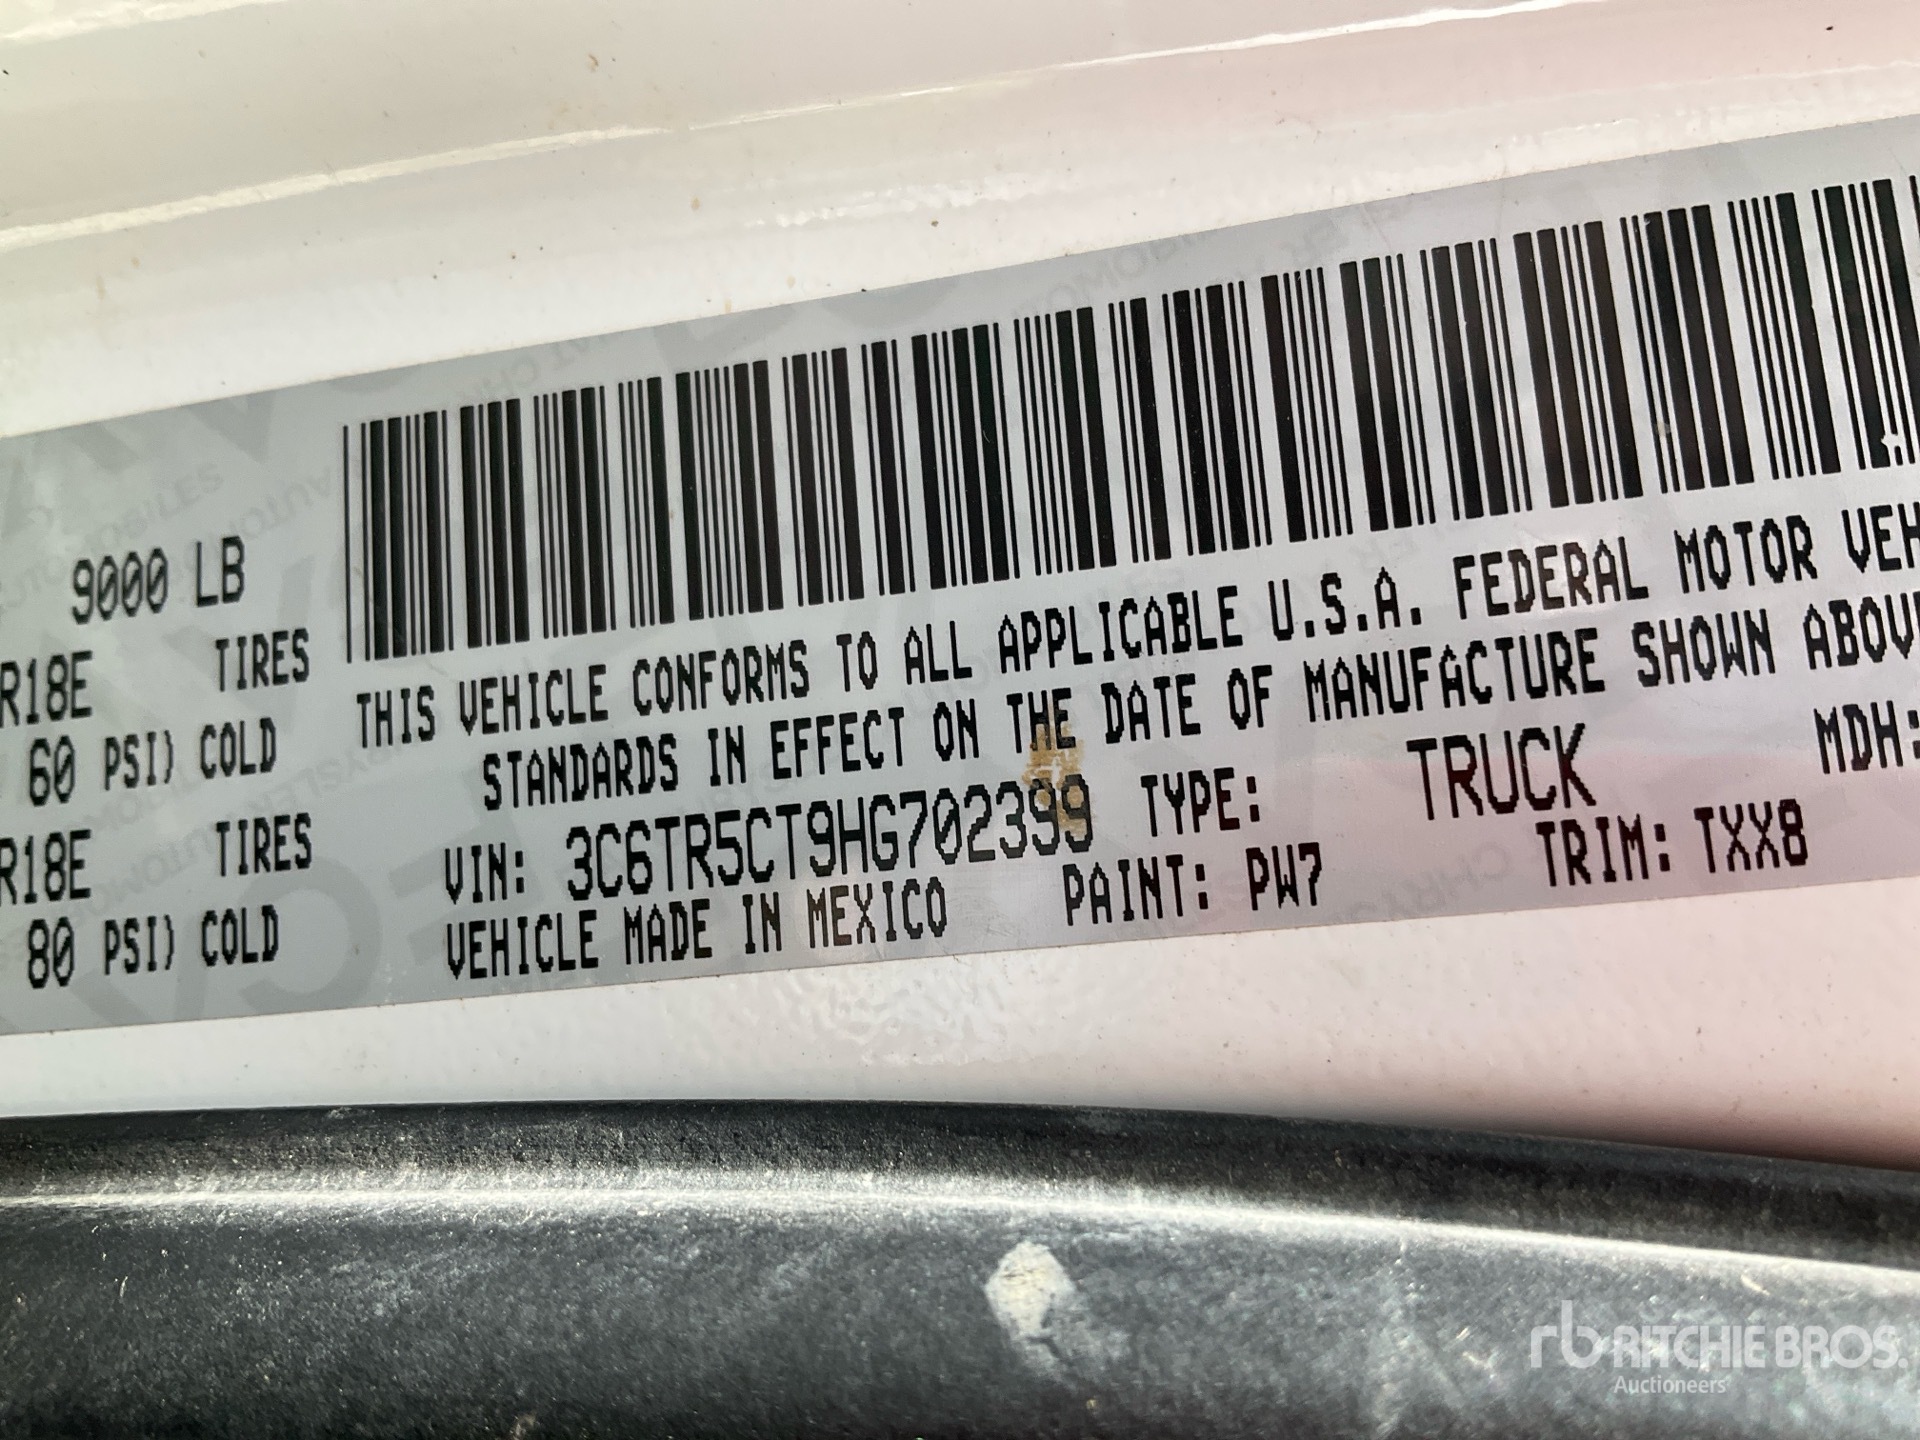 9000 LB
R18E TIRES
60 PSI) COLD
R18E TIRES
80 PSI) COLD
THIS VEHICLE CONFORMS TO ALL APPLICABLE U.S.A. FEDERAL MOTOR VEH
STANDARDS IN EFFECT ON THE DATE OF MANUFACTURE SHOWN ABOV
VIN: 3C6TR5CT9HG702399 TYPE: TRUCK MDH:
VEHICLE MADE IN MEXICO PAINT: PW7 TRIM: TXX8
rb RITCHIE BROS.
Auctioneers